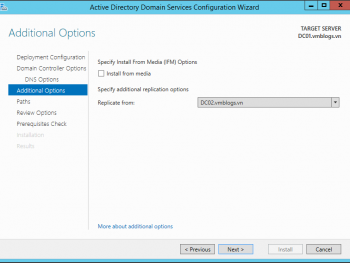 Active Directory Domain Services Configuration Wizard
Additional Options
TARGET SERVER
DC01.vmblogs.vn
Deployment Configuration
Domain Controller Options
DNS Options
Additional Options
Paths
Review Options
Prerequisites Check
Installation
Results
Specify Install From Media (IFM) Options
Install from media
Specify additional replication options
Replicate from:
DC02.vmblogs.vn
More about additional options
< Previous
Next >
Install
Cancel